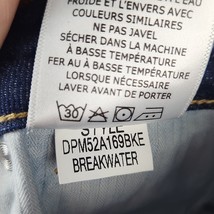 FROIDE ET L'ENVERS AVEC
COULEURS SIMILAIRES
NE PAS JAVEL
SÉCHER DANS LA MACHINE
À BASSE TEMPÉRATURE
FER AU À BASSE TEMPÉRATURE
LORSQUE NÉCESSAIRE
LAVER AVANT DE PORTER
30
STYLE
DPM52A169BKE
BREAKWATER